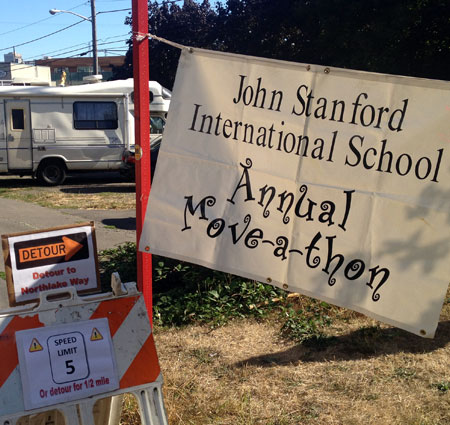 John Stanford
International School
Annual
Move-a-thon
DETOUR
Detour to
Northlake Way
SPEED
LIMIT
5
Or detour for 1/2 mile